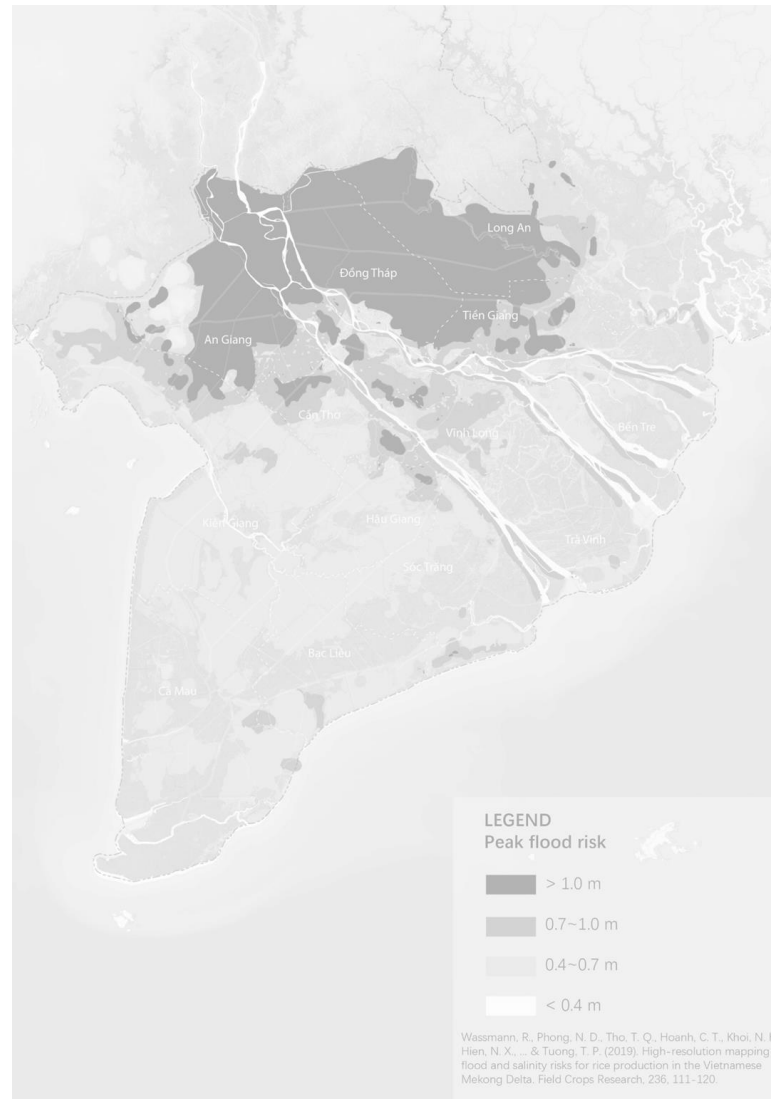 Long An
Đồng Tháp
Tiền Giang
An Giang
Cần Thơ
Vĩnh Long
Bến Tre
Kiên Giang
Hậu Giang
Trà Vinh
Sóc Trăng
Bạc Liêu
Cà Mau
LEGEND
Peak flood risk
> 1.0 m
0.7~1.0 m
0.4~0.7 m
< 0.4 m
Wassmann, R., Phong, N. D., Tho, T. Q., Hoanh, C. T., Khoi, N.
Hien, N. X., ... & Tuong, T. P. (2019). High-resolution mapping
flood and salinity risks for rice production in the Vietnamese
Mekong Delta. Field Crops Research, 236, 111-120.